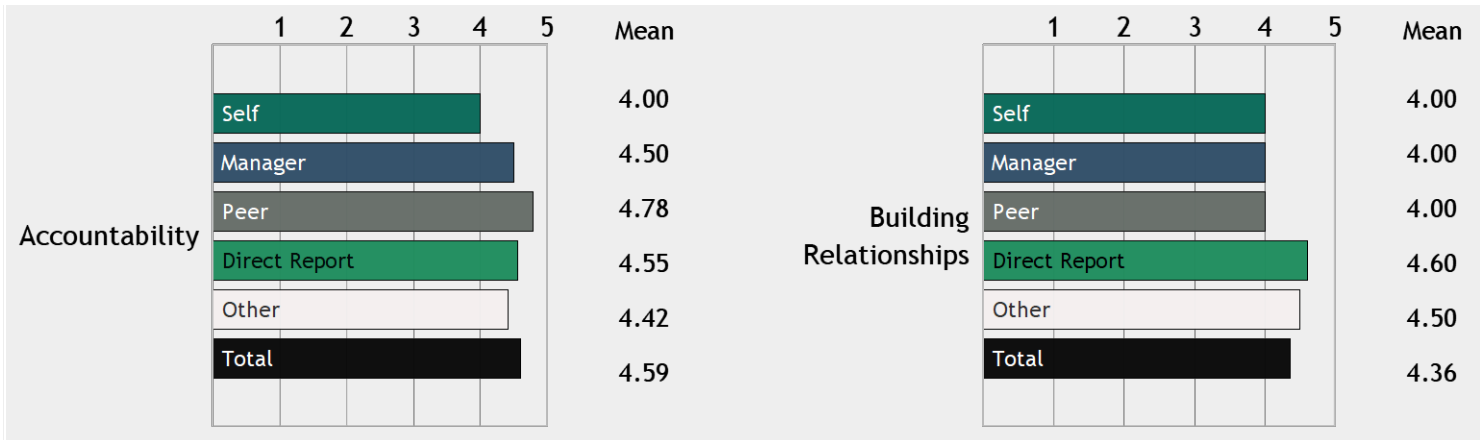 1 2 3 4 5 Mean
Self 4.00
Manager 4.50
Peer 4.78
Accountability
Direct Report 4.55
Other 4.42
Total 4.59
1 2 3 4 5 Mean
Self 4.00
Manager 4.00
Peer 4.00
Building
Relationships
Direct Report 4.60
Other 4.50
Total 4.36